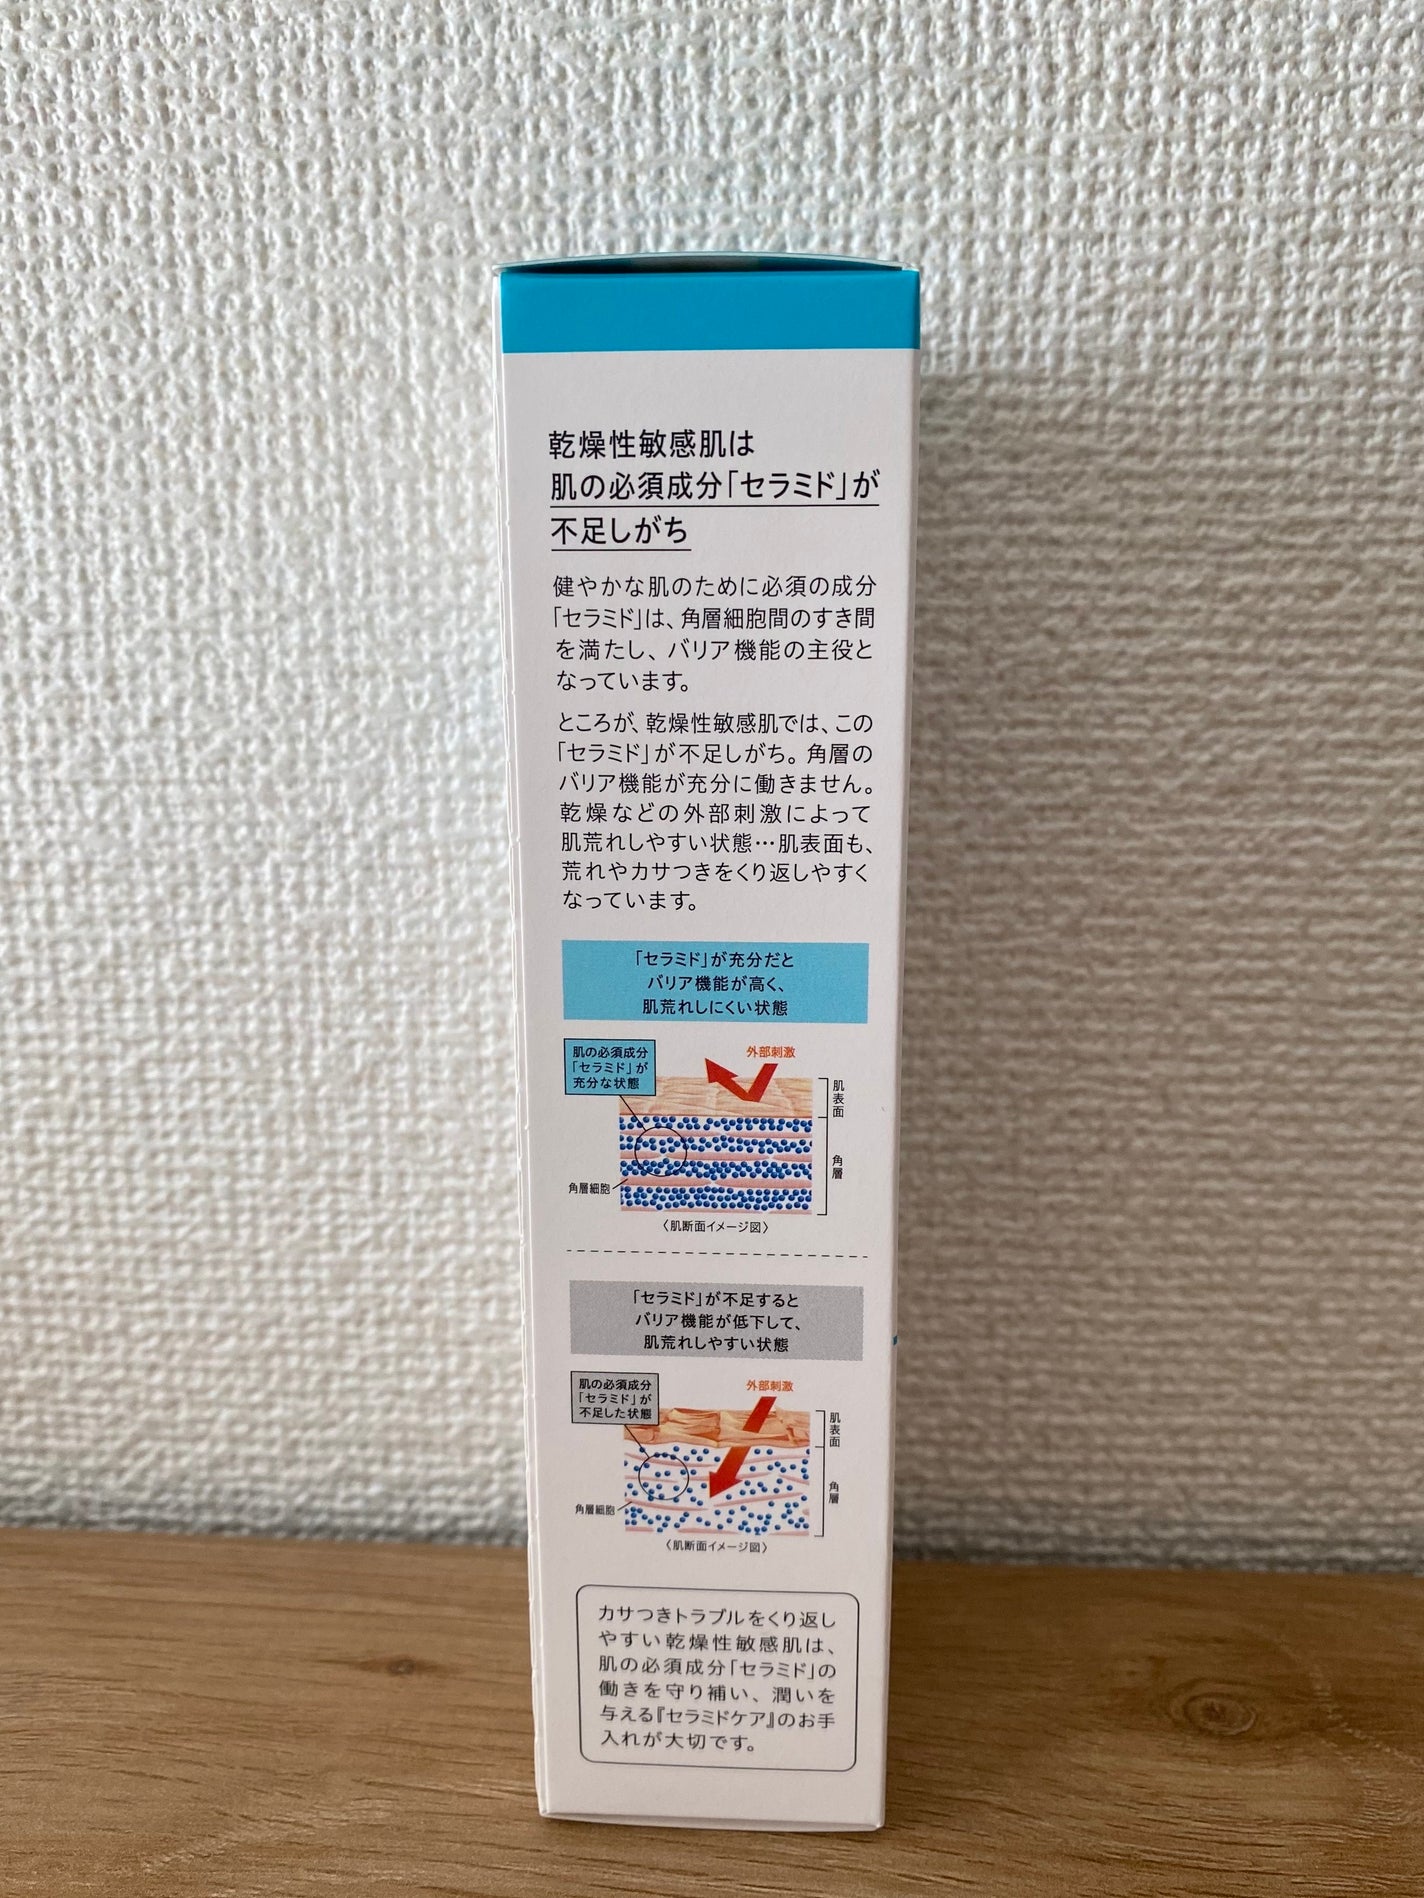 乾燥性敏感肌は
肌の必須成分「セラミド」が
不足しがち
健やかな肌のために必須の成分
「セラミド」は、角層細胞間のすき間
を満たし、バリア機能の主役と
なっています。
ところが、乾燥性敏感肌では、この
「セラミド」が不足しがち。角層の
バリア機能が充分に働きません。
乾燥などの外部刺激によって
肌荒れしやすい状態…肌表面も、
荒れやカサつきをくり返しやすく
なっています。
「セラミド」が充分だと
バリア機能が高く、
肌荒れしにくい状態
肌の必須成分
「セラミド」が
充分な状態
外部刺激
肌表面
角層
角層細胞
〈肌断面イメージ図〉
「セラミド」が不足すると
バリア機能が低下して、
肌荒れしやすい状態
肌の必須成分
「セラミド」が
不足した状態
外部刺激
肌表面
角層
角層細胞
〈肌断面イメージ図〉
カサつきトラブルをくり返し
やすい乾燥性敏感肌は、
肌の必須成分「セラミド」の
働きを守り補い、潤いを
与える『セラミドケア』のお手
入れが大切です。